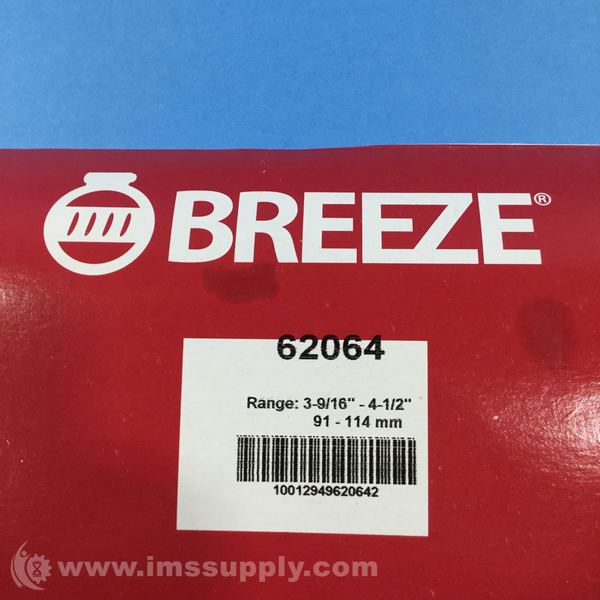 BREEZE®
62064
Range: 3-9/16" - 4-1/2"
91 - 114 mm
10012949620642
www.imssupply.com